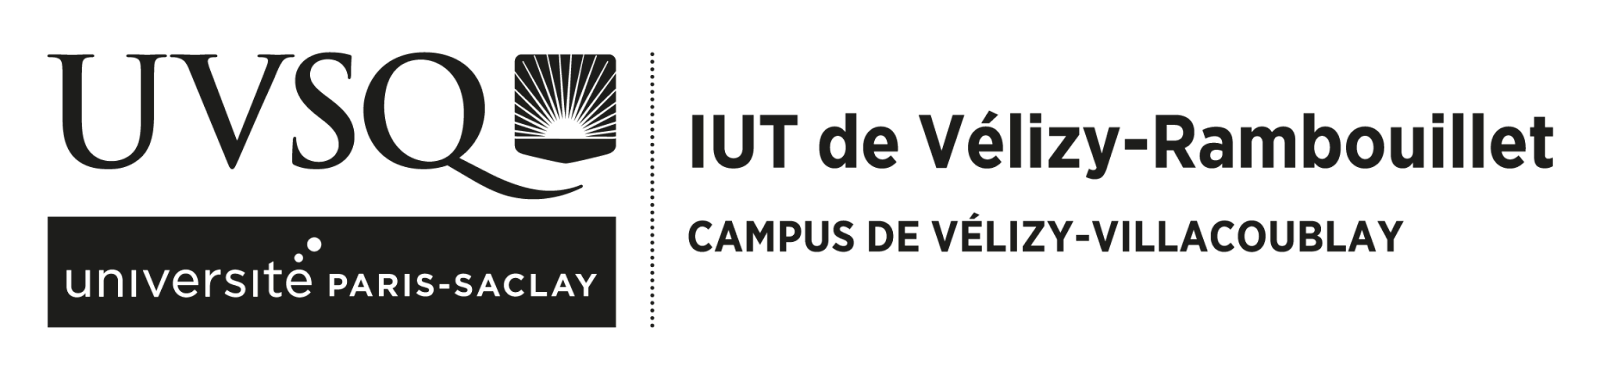 UVSQ
université PARIS-SACLAY
IUT de Vélizy-Rambouillet
CAMPUS DE VÉLIZY-VILLACOUBLAY